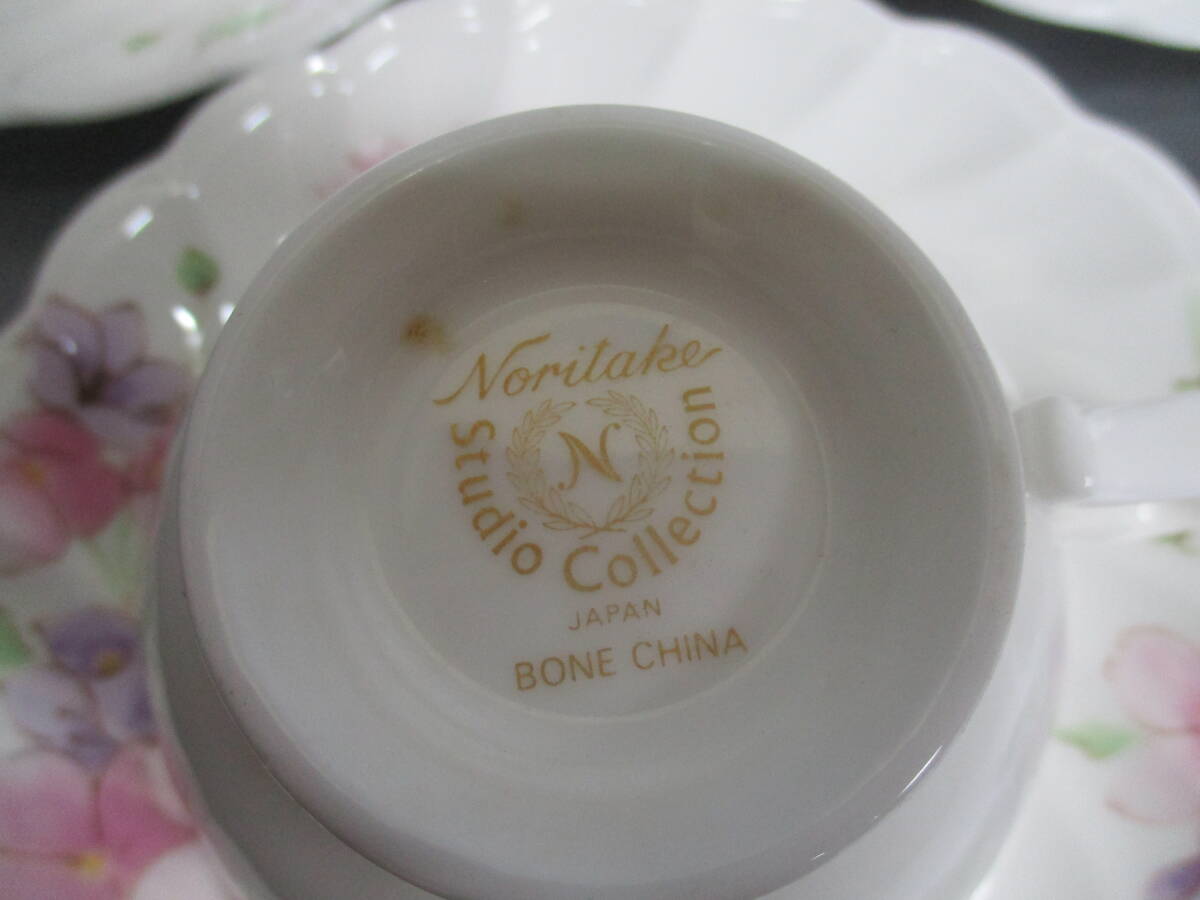 Noritake
N
Studio Collection
JAPAN
BONE CHINA